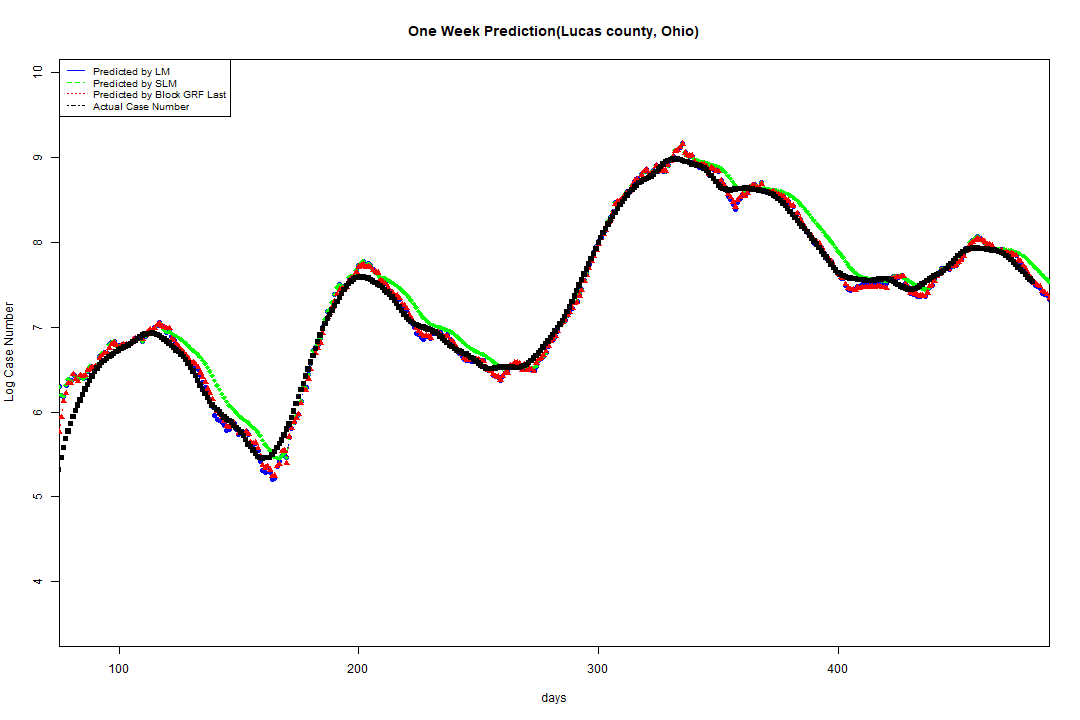 One Week Prediction(Lucas county, Ohio)
Predicted by LM
Predicted by SLM
Predicted by Block GRF Last
Actual Case Number
10
9
8
7
6
5
4
Log Case Number
100 200 300 400
days